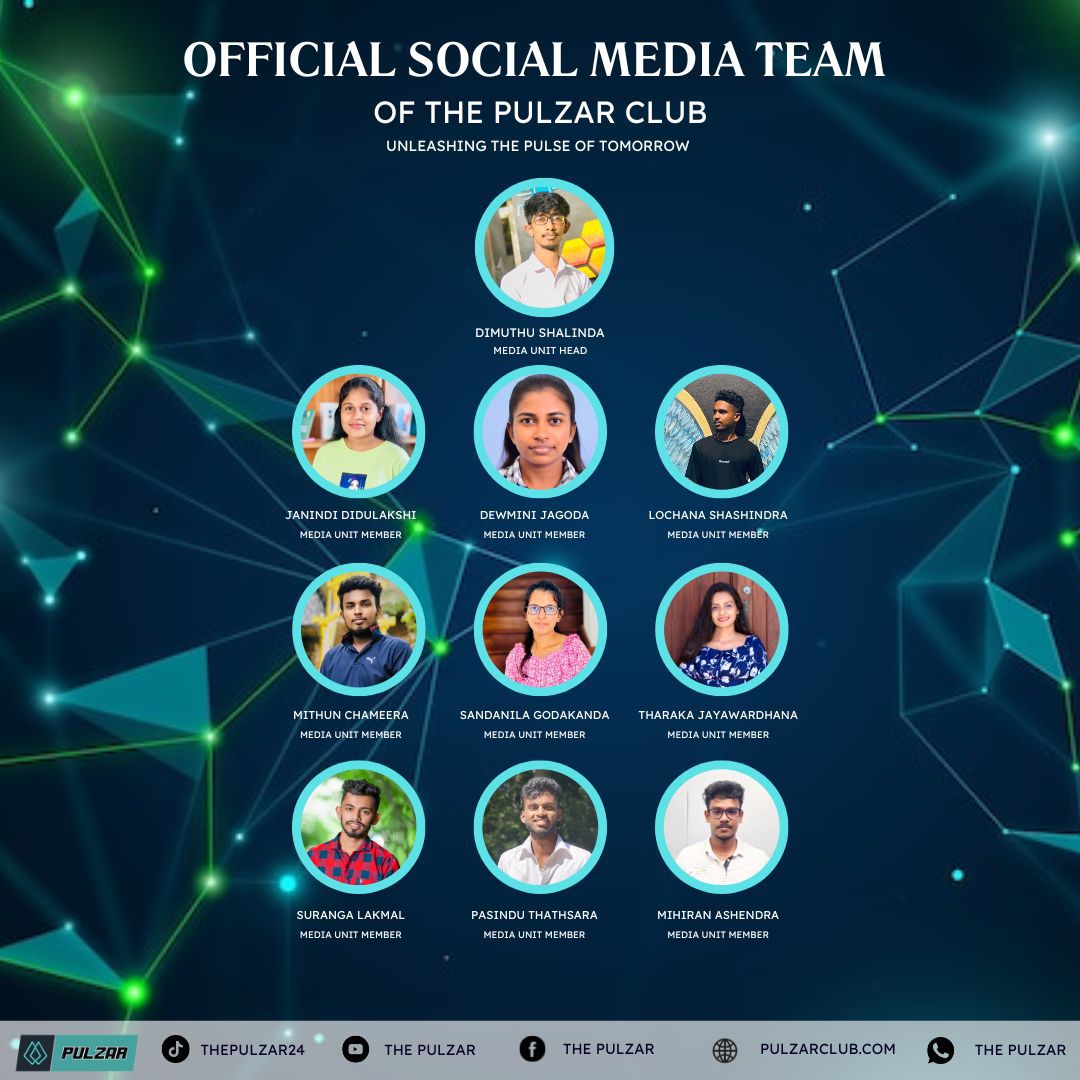 OFFICIAL SOCIAL MEDIA TEAM
OF THE PULZAR CLUB
UNLEASHING THE PULSE OF TOMORROW
DIMUTHU SHALINDA
MEDIA UNIT HEAD
JANINDI DIDULAKSHI DEWMINI JAGODA LOCHANA SHASHINDRA
MEDIA UNIT MEMBER MEDIA UNIT MEMBER MEDIA UNIT MEMBER
MITHUN CHAMEERA SANDANILA GODAKANDA THARAKA JAYAWARDHANA
MEDIA UNIT MEMBER MEDIA UNIT MEMBER MEDIA UNIT MEMBER
SURANGA LAKMAL PASINDU THATHSARA MIHIRAN ASHENDRA
MEDIA UNIT MEMBER MEDIA UNIT MEMBER MEDIA UNIT MEMBER
PULZAR THEPULZAR24 THE PULZAR THE PULZAR PULZARCLUB.COM THE PULZAR